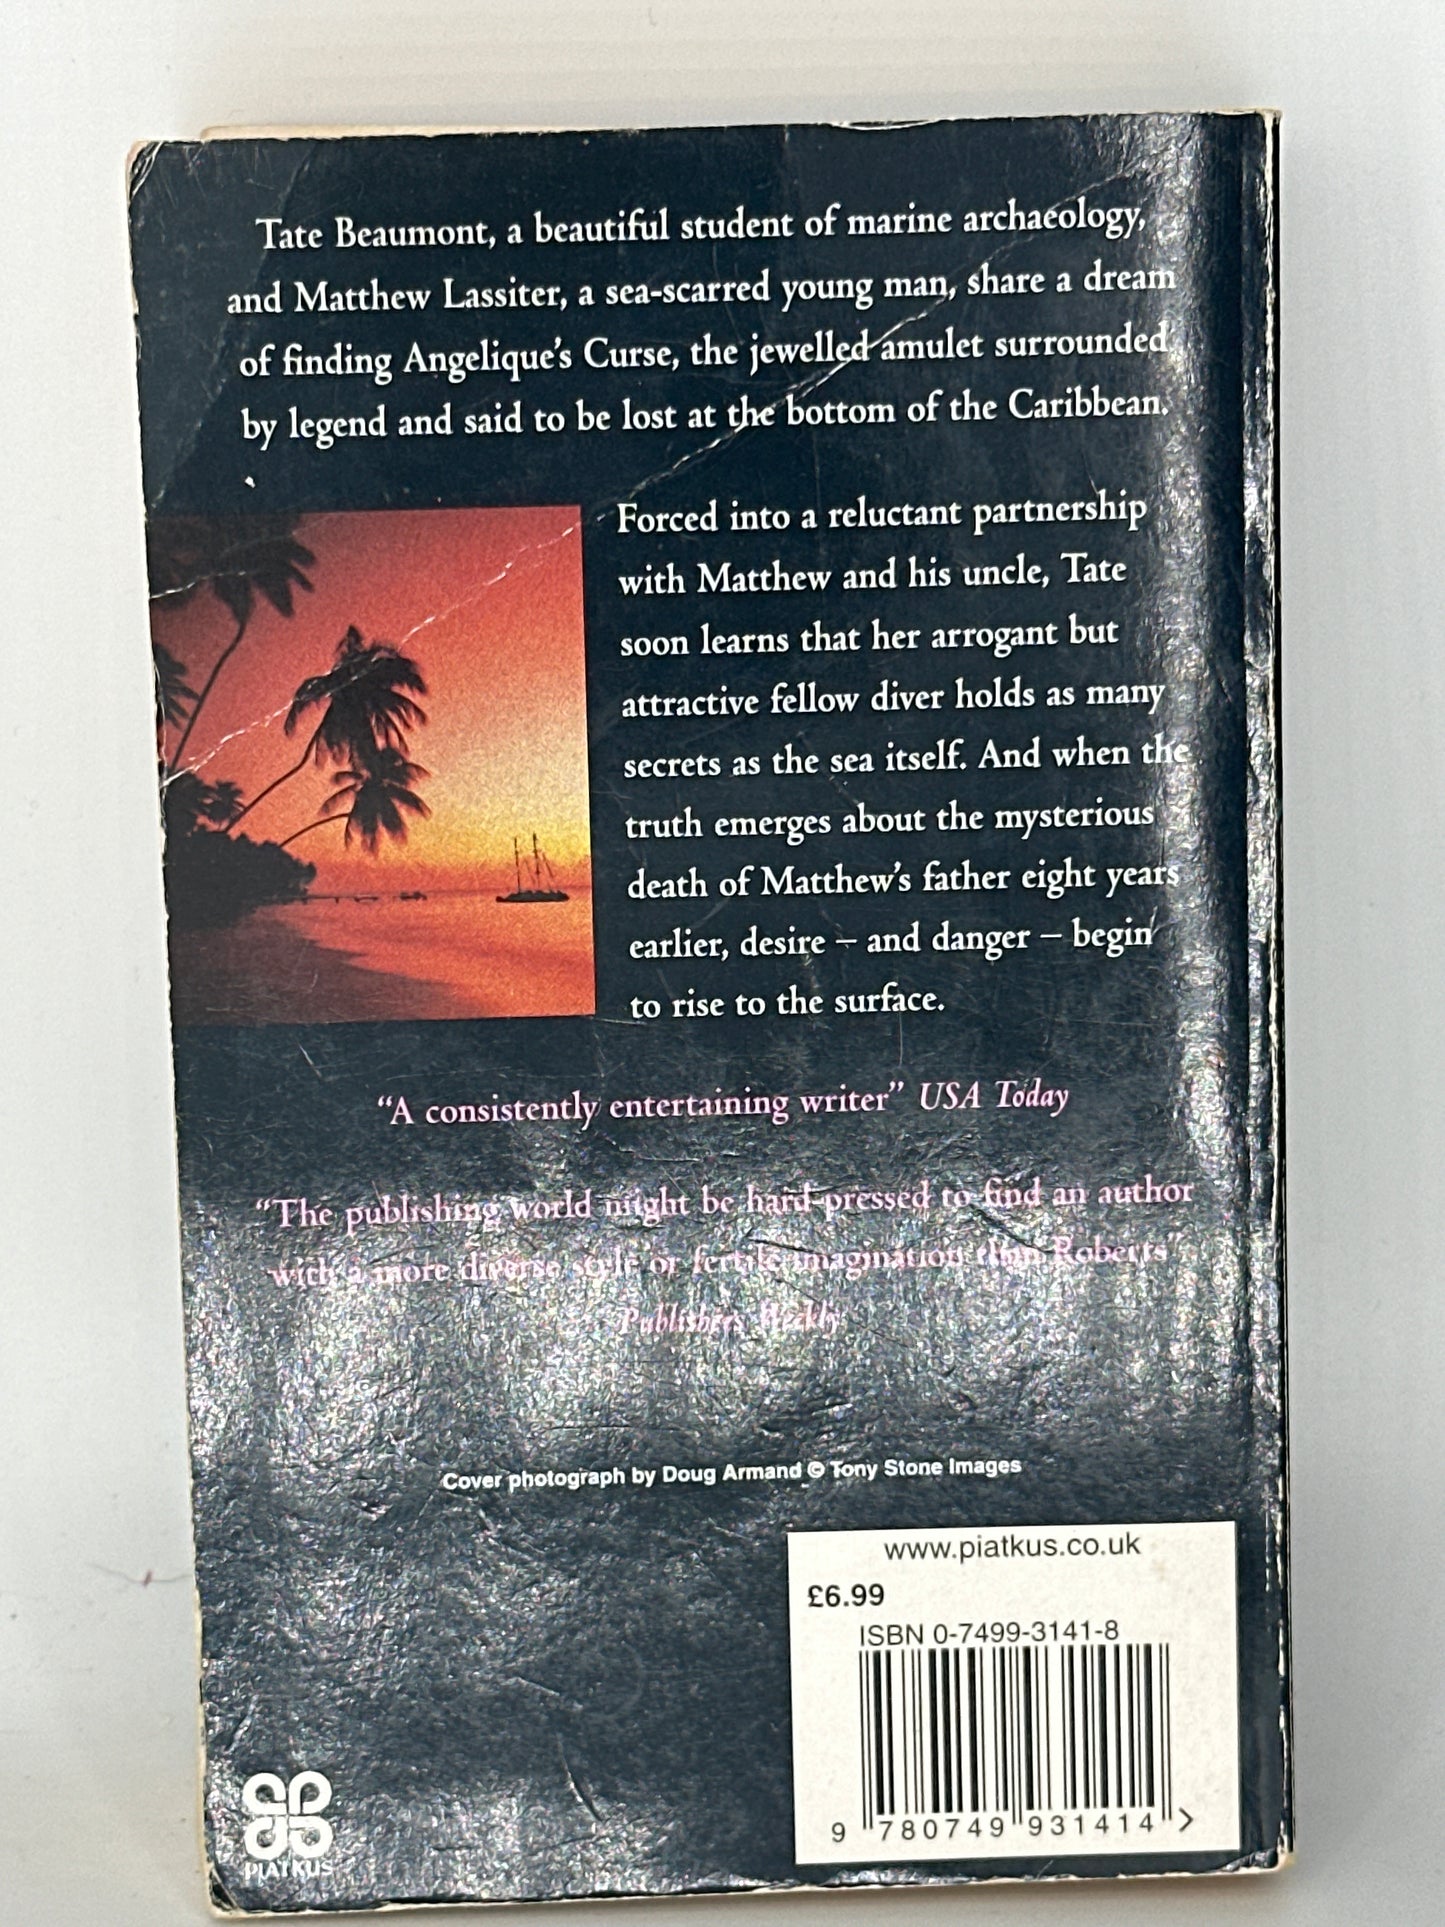 Tate Beaumont, a beautiful student of marine archaeology,
and Matthew Lassiter, a sea-scarred young man, share a dream
of finding Angelique's Curse, the jewelled amulet surrounded
by legend and said to be lost at the bottom of the Caribbean.
Forced into a reluctant partnership
with Matthew and his uncle, Tate
soon learns that her arrogant but
attractive fellow diver holds as many
secrets as the sea itself. And when the
truth emerges about the mysterious
death of Matthew's father eight years
earlier, desire – and danger – begin
to rise to the surface.
"A consistently entertaining writer" USA Today
"The publishing world might be hard-pressed to find an author
with a more diverse style or fertile imagination than Roberts"
Publishers Weekly
Cover photograph by Doug Armand © Tony Stone Images
www.piatkus.co.uk
£6.99
ISBN 0-7499-3141-8
9 780749 931414 >
PIATKUS